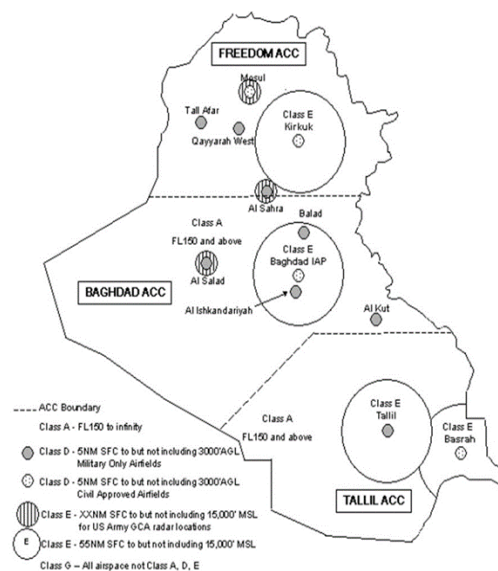 FREEDOM ACC
Mosul
Tall Afar
Qayyarah West
Class E
Kirkuk
Al Sahra
Class A
FL150 and above
Balad
Class E
Baghdad IAP
Al Salad
BAGHDAD ACC
Al Ishkandariyah
Al Kut
ACC Boundary
Class A - FL150 to infinity
Class D - 5NM SFC to but not including 3000'AGL
Military Only Airfields
Class D - 5NM SFC to but not including 3000'AGL
Civil Approved Airfields
Class E - XXNM SFC to but not including 15,000' MSL
for US Army GCA radar locations
E
Class E - 55NM SFC to but not including 15,000' MSL
Class G – All airspace not Class A, D, E
Class A
FL150 and above
Class E
Tallil
Class E
Basrah
TALLIL ACC